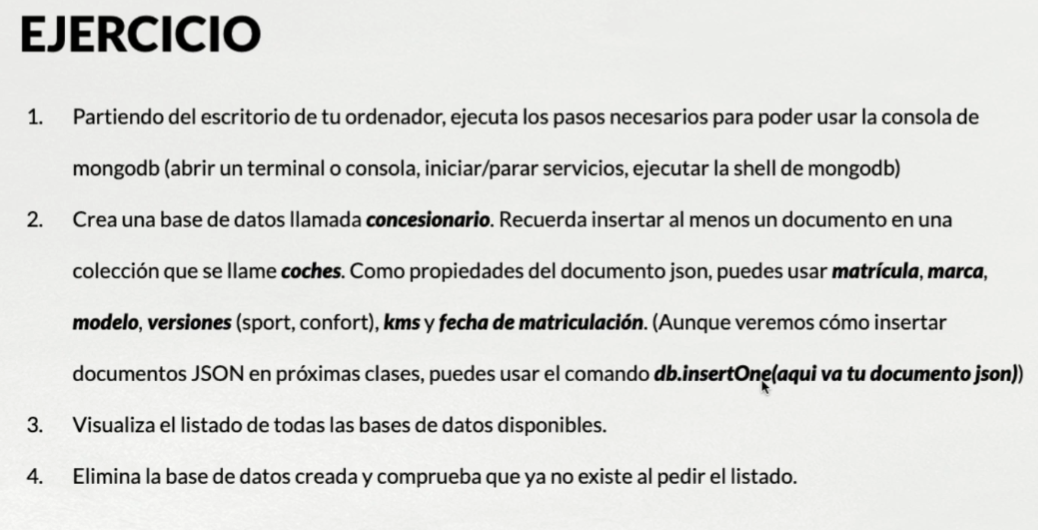 EJERCICIO
1. Partiendo del escritorio de tu ordenador, ejecuta los pasos necesarios para poder usar la consola de
mongodb (abrir un terminal o consola, iniciar/parar servicios, ejecutar la shell de mongodb)
2. Crea una base de datos llamada concesionario. Recuerda insertar al menos un documento en una
colección que se llame coches. Como propiedades del documento json, puedes usar matrícula, marca,
modelo, versiones (sport, confort), kms y fecha de matriculación. (Aunque veremos cómo insertar
documentos JSON en próximas clases, puedes usar el comando db.insertOne(aqui va tu documento json))
3. Visualiza el listado de todas las bases de datos disponibles.
4. Elimina la base de datos creada y comprueba que ya no existe al pedir el listado.